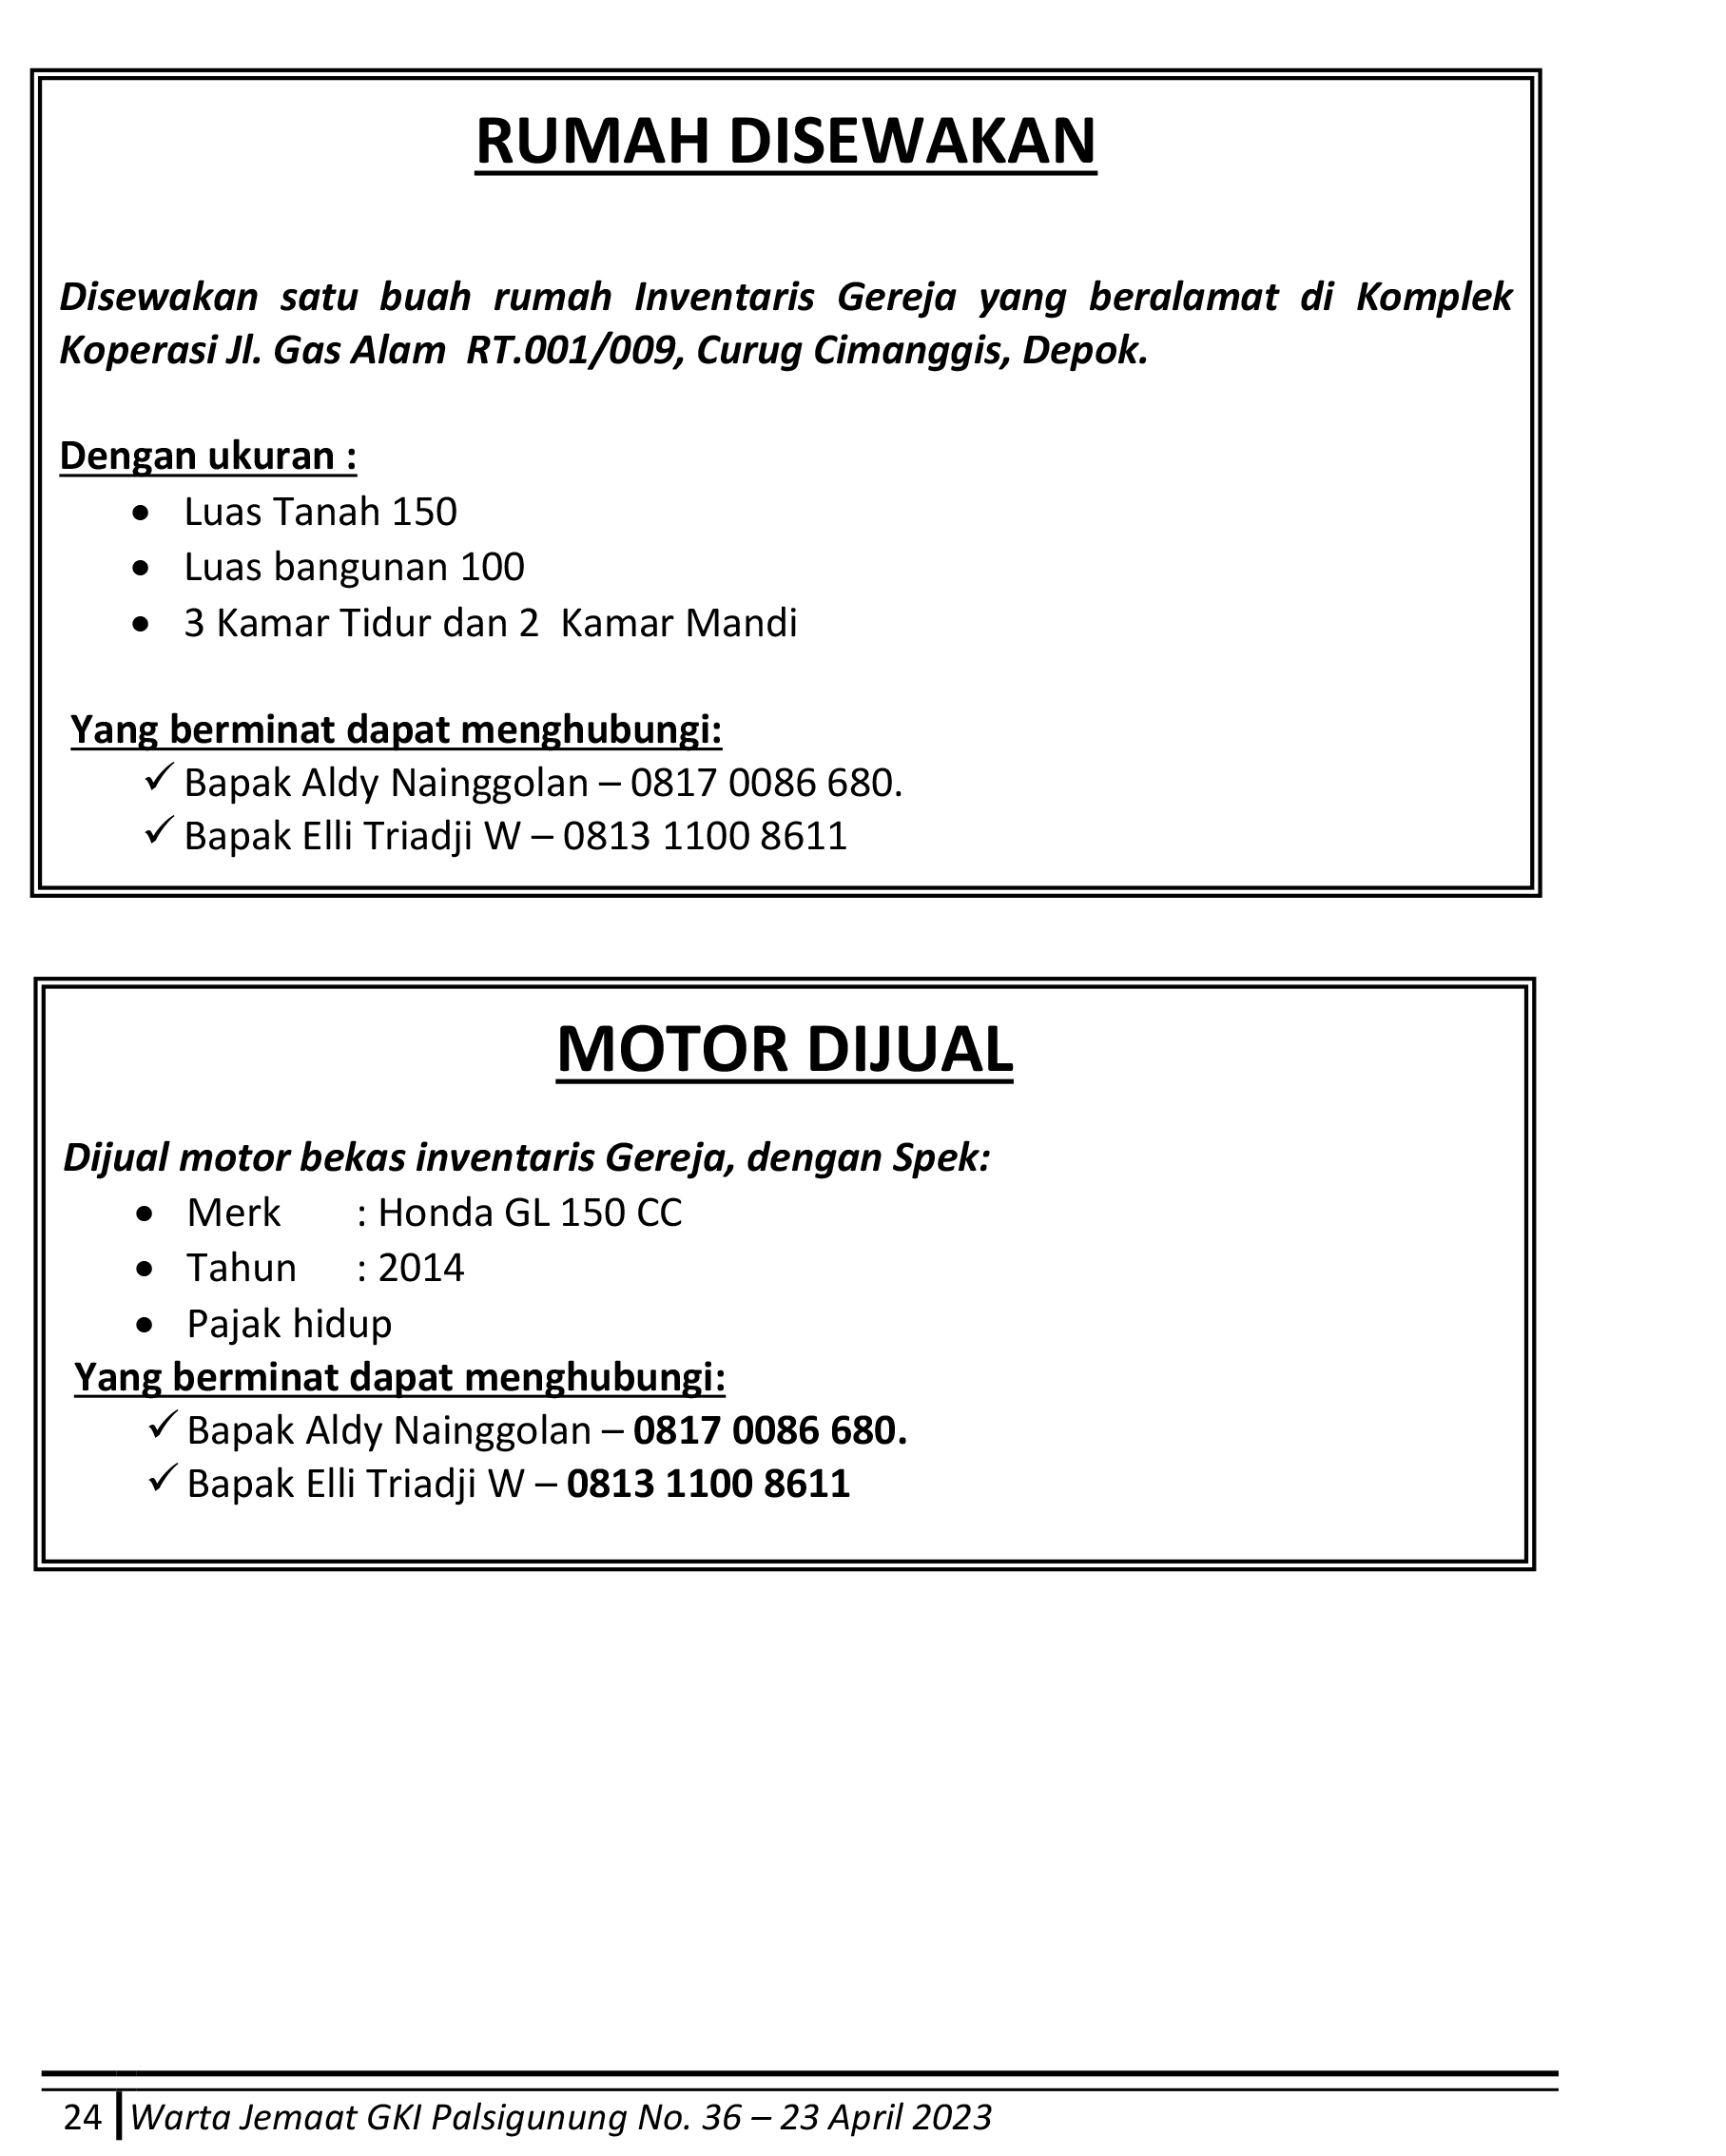 RUMAH DISEWAKAN
Disewakan satu buah rumah Inventaris Gereja yang beralamat di Komplek
Koperasi Jl. Gas Alam RT.001/009, Curug Cimanggis, Depok.
Dengan ukuran :
• Luas Tanah 150
• Luas bangunan 100
• 3 Kamar Tidur dan 2 Kamar Mandi
Yang berminat dapat menghubungi:
✓ Bapak Aldy Nainggolan – 0817 0086 680.
✓ Bapak Elli Triadji W – 0813 1100 8611
MOTOR DIJUAL
Dijual motor bekas inventaris Gereja, dengan Spek:
• Merk : Honda GL 150 CC
• Tahun : 2014
• Pajak hidup
Yang berminat dapat menghubungi:
✓ Bapak Aldy Nainggolan – 0817 0086 680.
✓ Bapak Elli Triadji W – 0813 1100 8611
24 Warta Jemaat GKI Palsigunung No. 36 – 23 April 2023